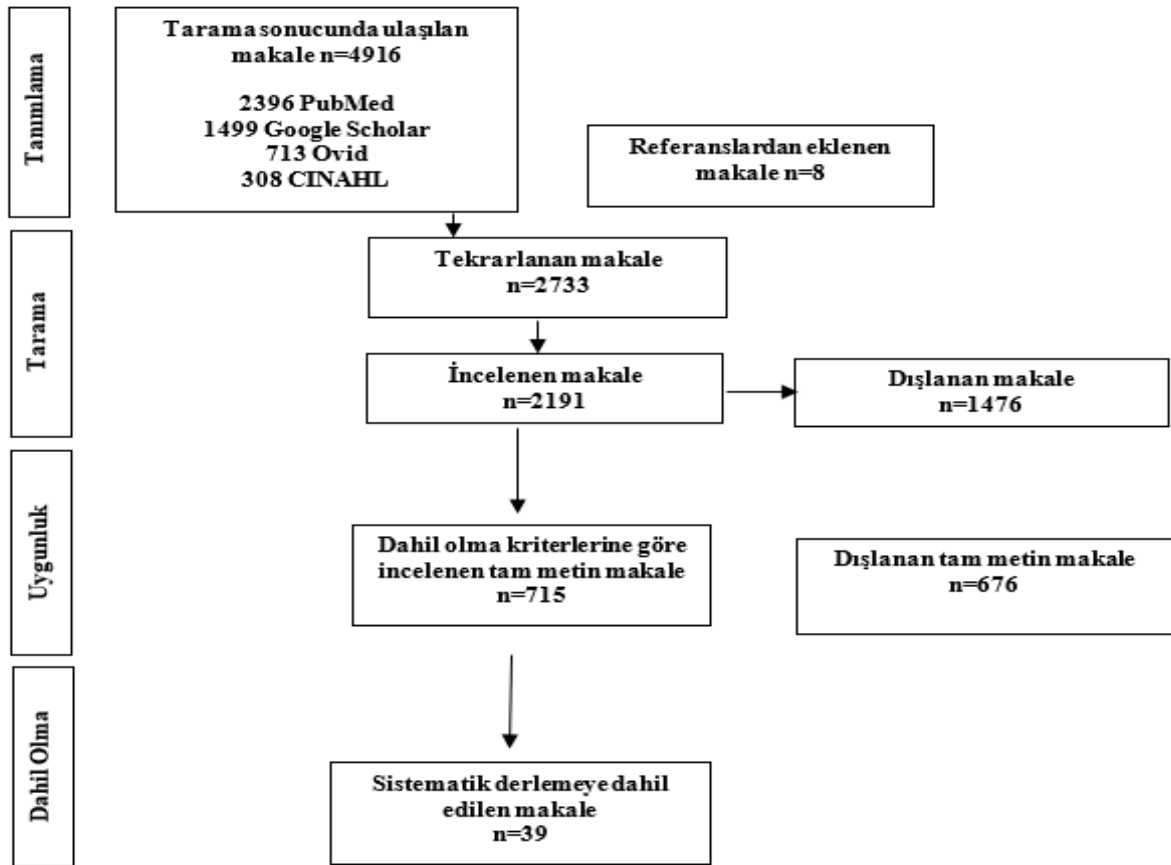 Tanımlama
Tarama sonucunda ulaşılan
makale n=4916
2396 PubMed
1499 Google Scholar
713 Ovid
308 CINAHL
Referanslardan eklenen
makale n=8
Tarama
Tekrarlanan makale
n=2733
İncelenen makale
n=2191
Dışlanan makale
n=1476
Uygunluk
Dahil olma kriterlerine göre
incelenen tam metin makale
n=715
Dışlanan tam metin makale
n=676
Dahil Olma
Sistematik derlemeye dahil
edilen makale
n=39